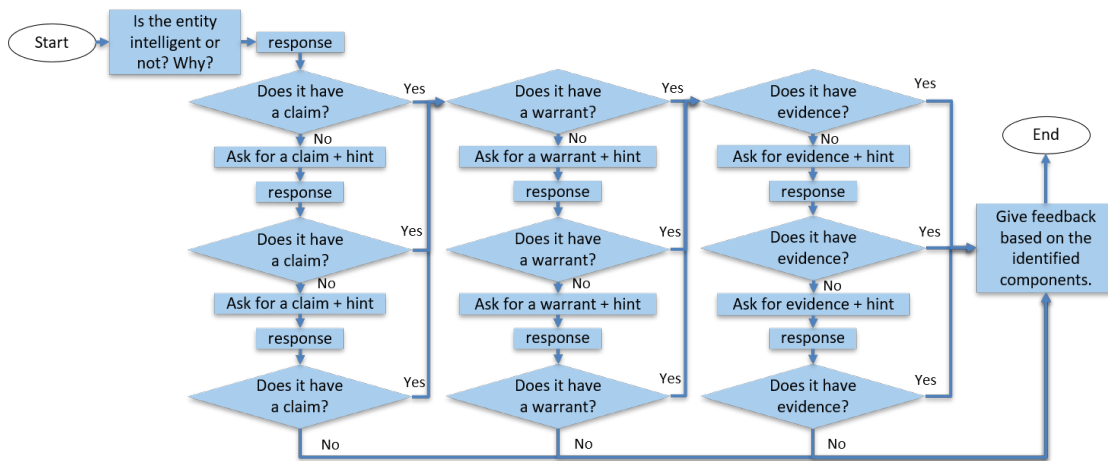 Start
Is the entity
intelligent or
not? Why?
response
Does it have
a claim?
Yes
No
Ask for a claim + hint
response
Does it have
a claim?
Yes
No
Ask for a claim + hint
response
Does it have
a claim?
Yes
No
Does it have
a warrant?
Yes
No
Ask for a warrant + hint
response
Does it have
a warrant?
Yes
No
Ask for a warrant + hint
response
Does it have
a warrant?
Yes
No
Does it have
evidence?
Yes
No
Ask for evidence + hint
response
Does it have
evidence?
Yes
No
Ask for evidence + hint
response
Does it have
evidence?
Yes
No
Give feedback
based on the
identified
components.
End